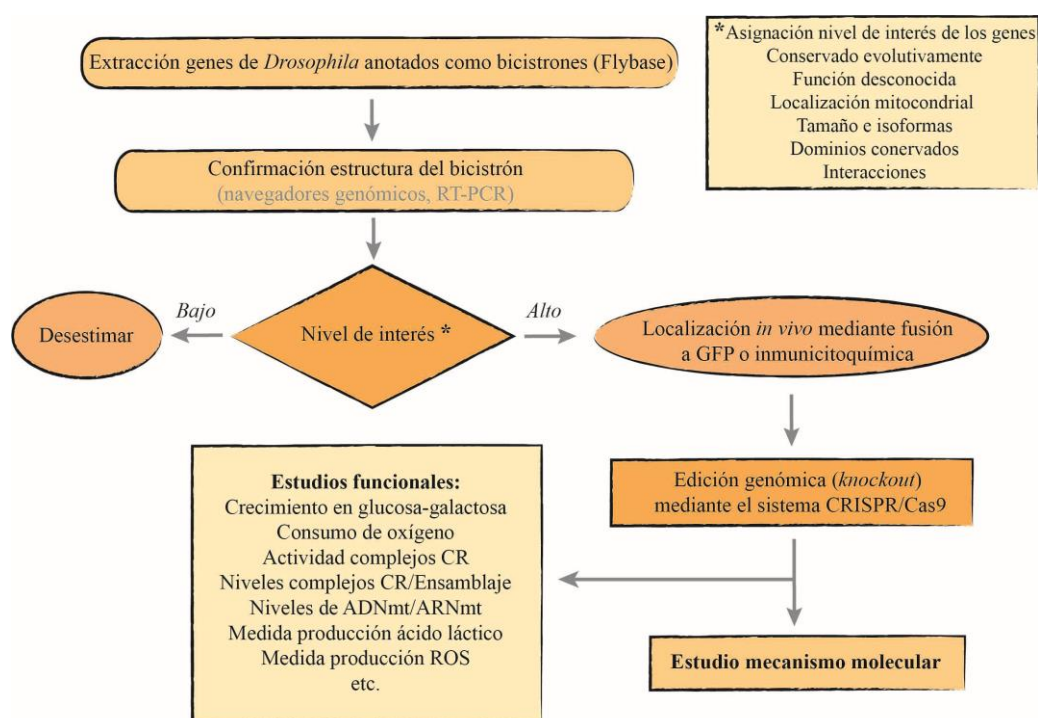 Extracción genes de Drosophila anotados como bicistrones (Flybase)
*Asignación nivel de interés de los genes
Conservado evolutivamente
Función desconocida
Localización mitocondrial
Tamaño e isoformas
Dominios conervados
Interacciones
Confirmación estructura del bicistrón
(navegadores genómicos, RT-PCR)
Desestimar
Bajo
Nivel de interés *
Alto
Localización in vivo mediante fusión
a GFP o inmunicitoquímica
Edición genómica (knockout)
mediante el sistema CRISPR/Cas9
Estudios funcionales:
Crecimiento en glucosa-galactosa
Consumo de oxígeno
Actividad complejos CR
Niveles complejos CR/Ensamblaje
Niveles de ADNmt/ARNmt
Medida producción ácido láctico
Medida producción ROS
etc.
Estudio mecanismo molecular